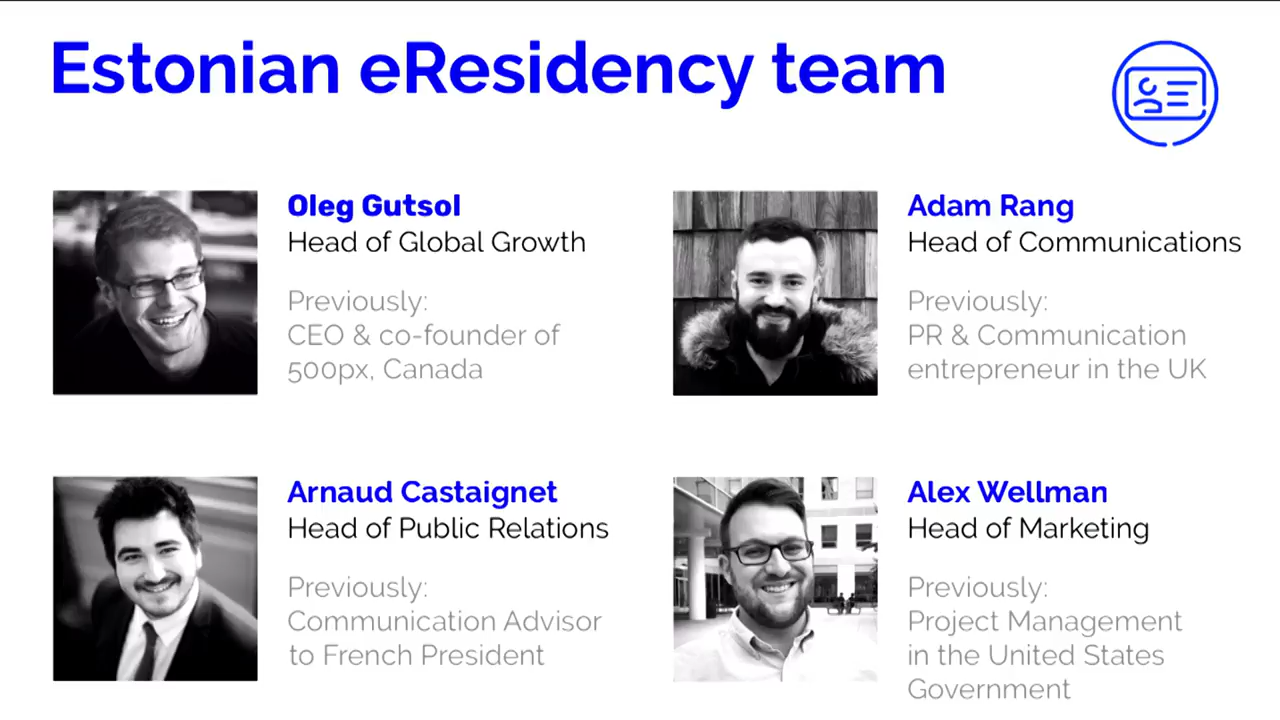 Estonian eResidency team
Oleg Gutsol
Head of Global Growth
Previously:
CEO & co-founder of
500px, Canada
Adam Rang
Head of Communications
Previously:
PR & Communication
entrepreneur in the UK
Arnaud Castaignet
Head of Public Relations
Previously:
Communication Advisor
to French President
Alex Wellman
Head of Marketing
Previously:
Project Management
in the United States
Government